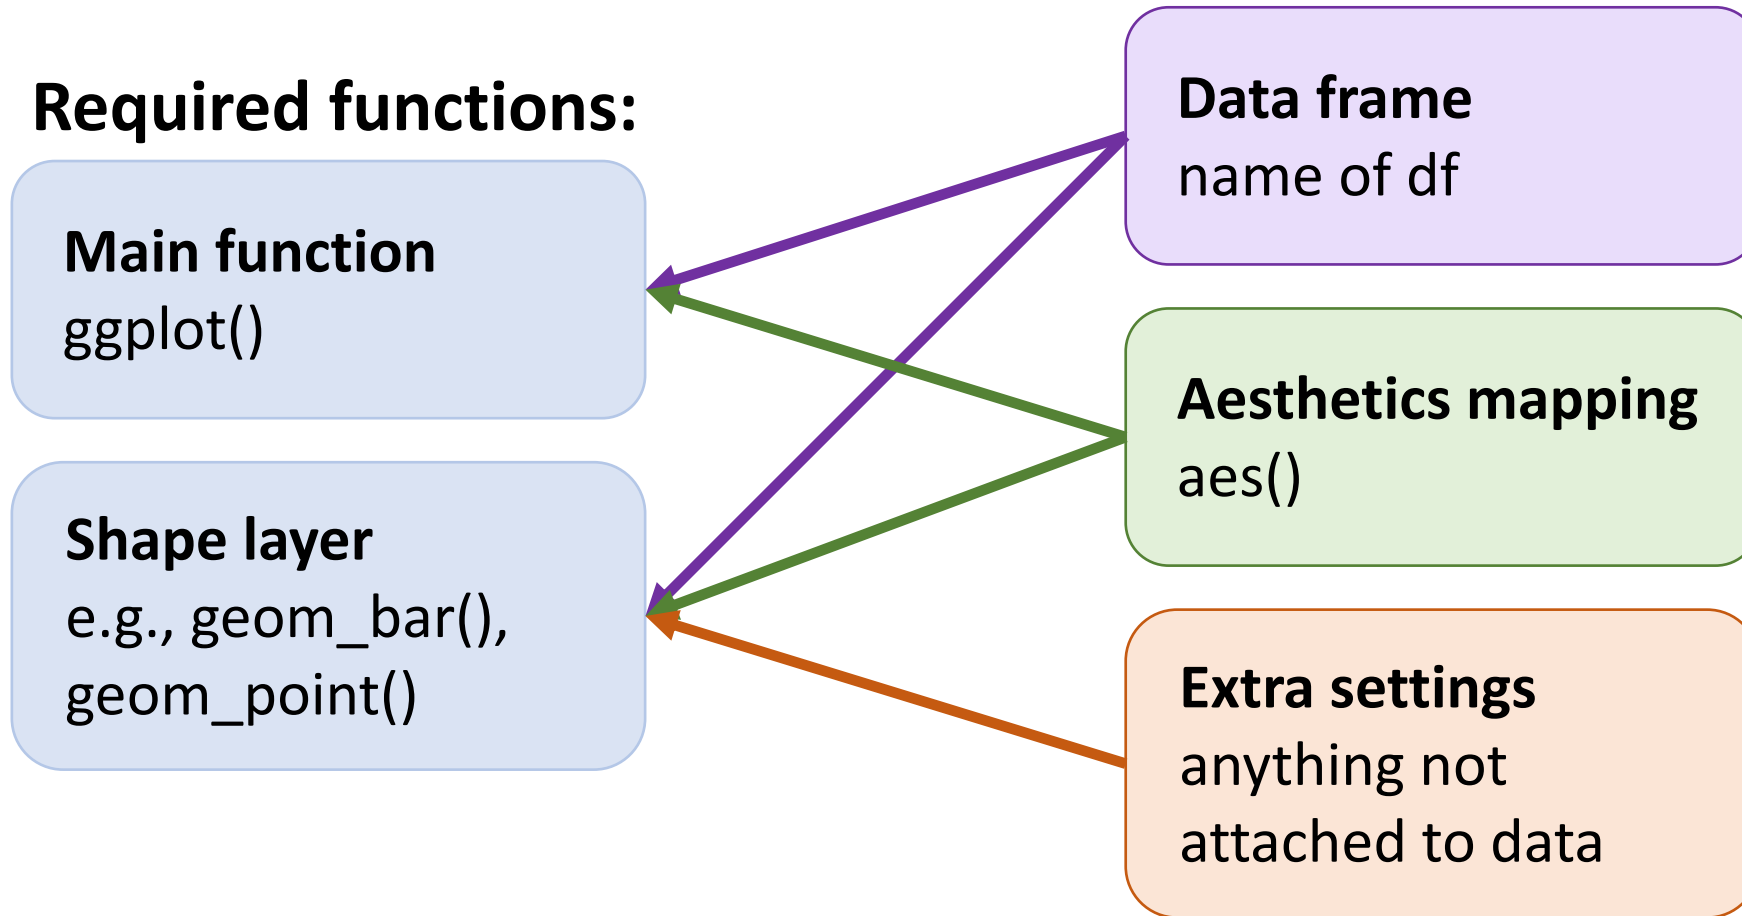 Required functions:
Main function
ggplot()
Shape layer
e.g., geom_bar(),
geom_point()
Data frame
name of df
Aesthetics mapping
aes()
Extra settings
anything not
attached to data